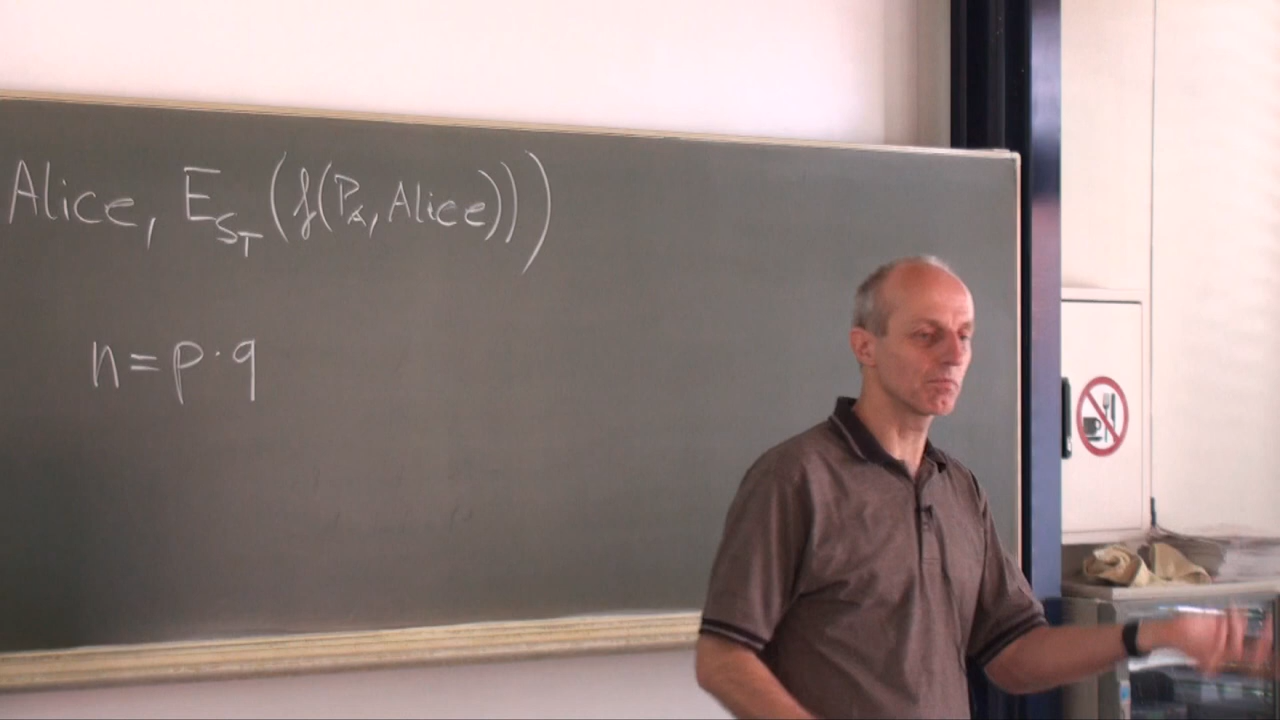 Alice, E_{S_T}(f(P_A, Alice)))
n = p · q